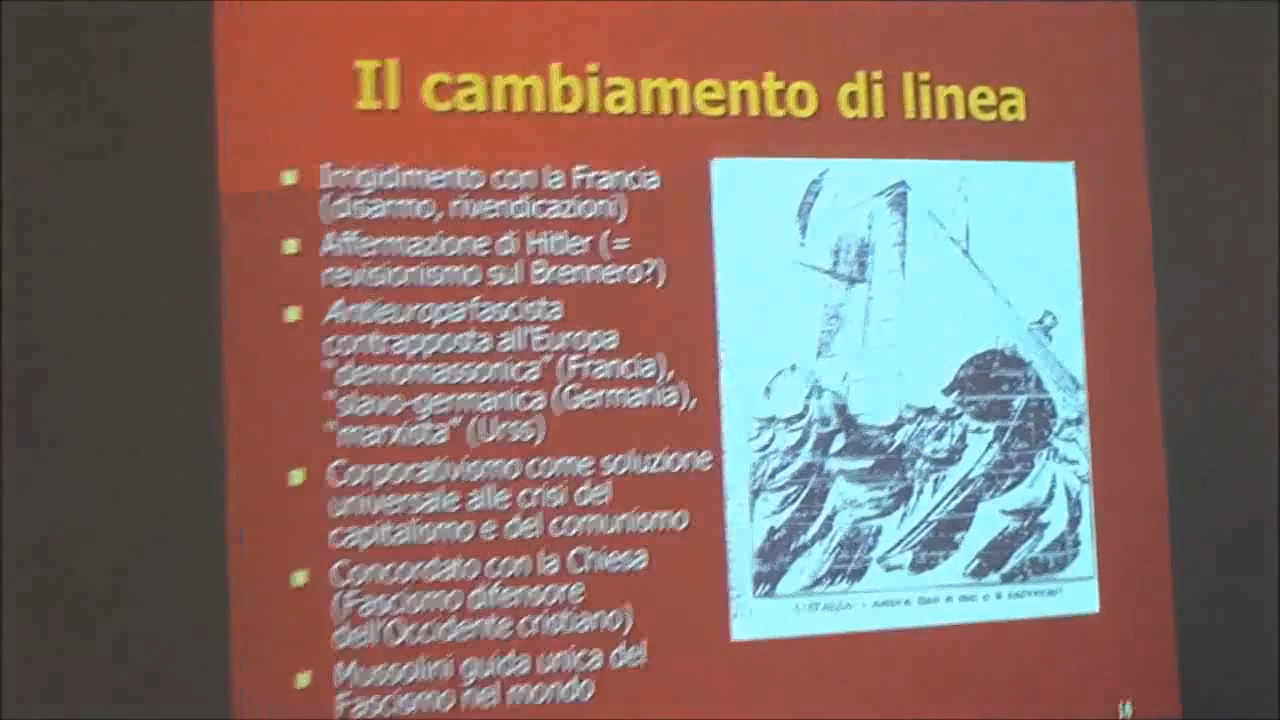 Il cambiamento di linea
Irrigidimento con la Francia
(disarmo, rivendicazioni)
Affermazione di Hitler (=
revisionismo sul Brennero?)
Antieuropa fascista
contrapposta all'Europa
"demomassonica" (Francia),
"slavo-germanica (Germania),
"marxista" (Urss)
Corporativismo come soluzione
universale alle crisi del
capitalismo e del comunismo
Concordato con la Chiesa
(Fascismo difensore
dell'Occidente cristiano)
Mussolini guida unica del
Fascismo nel mondo
L'ITALIA: